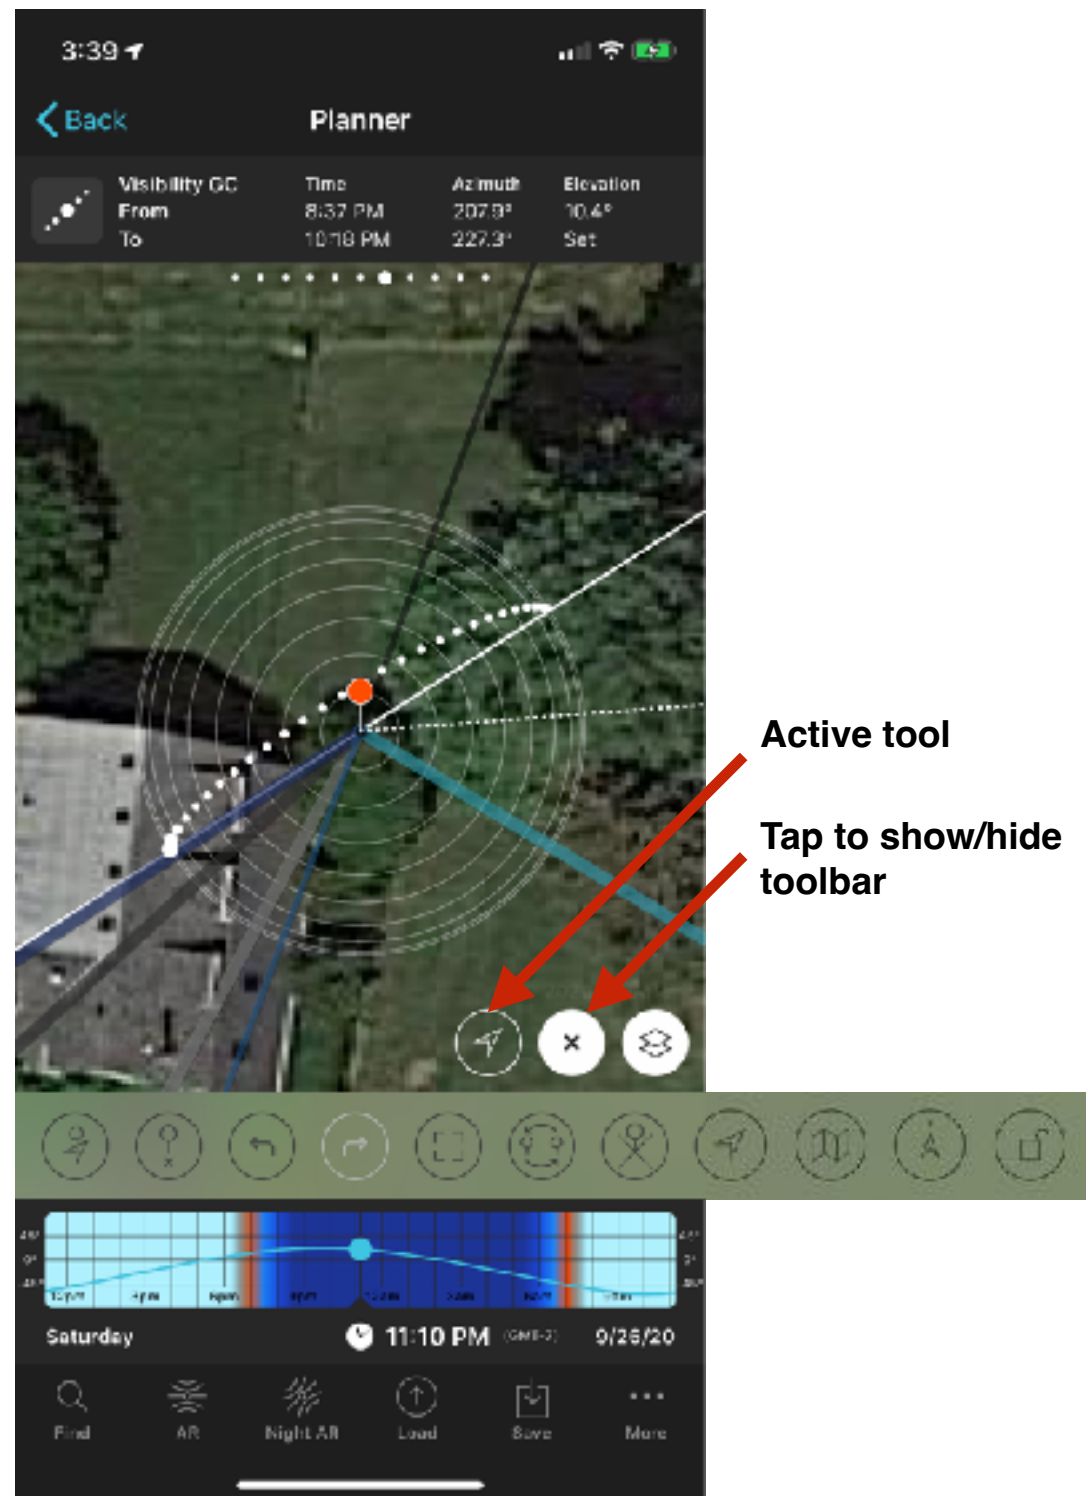 3:39
Back
Planner
Visibility GC Time Azimuth Elevation
From 8:37 PM 207.9° 10.4°
To 10:18 PM 227.3° Set
Active tool
Tap to show/hide
toolbar
Saturday 11:10 PM 9/26/20
Find AR Night AR Load Save More